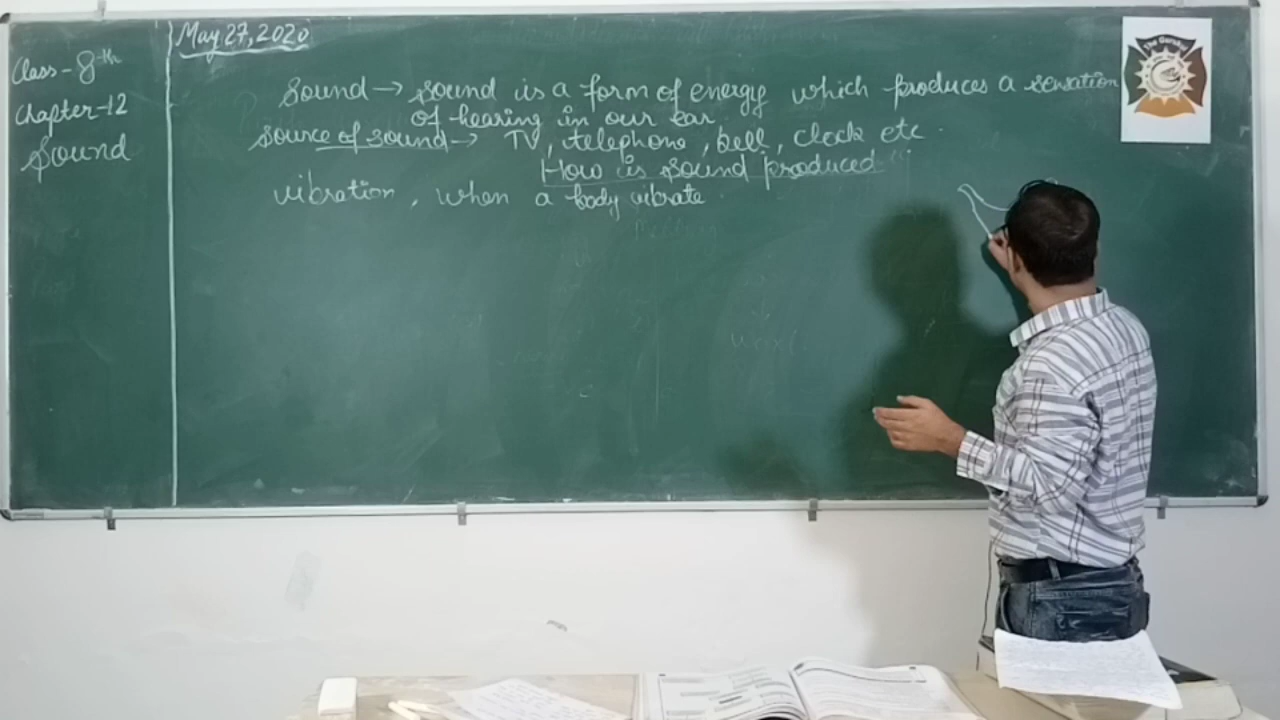 Class - 8th
Chapter-12
Sound
May 27, 2020
Sound → sound is a form of energy which produces a sensation
of hearing in our ear.
source of sound → TV, telephone, bell, clock etc.
How is sound produced
vibration, when a body vibrate